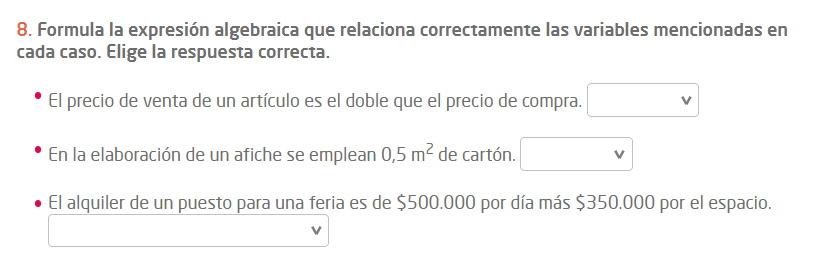 8. Formula la expresión algebraica que relaciona correctamente las variables mencionadas en
cada caso. Elige la respuesta correcta.
• El precio de venta de un artículo es el doble que el precio de compra.
• En la elaboración de un afiche se emplean 0,5 m² de cartón.
• El alquiler de un puesto para una feria es de $500.000 por día más $350.000 por el espacio.